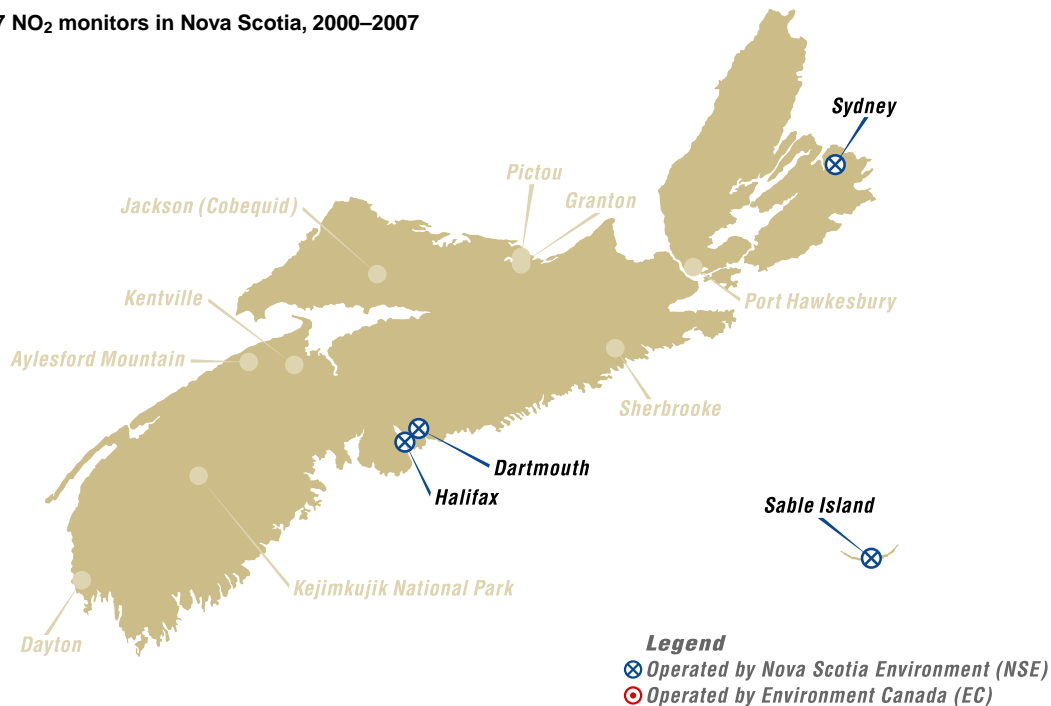 7 NO₂ monitors in Nova Scotia, 2000–2007
Sydney
Pictou
Granton
Jackson (Cobequid)
Kentville
Port Hawkesbury
Aylesford Mountain
Sherbrooke
Dartmouth
Halifax
Sable Island
Kejimkujik National Park
Dayton
Legend
Operated by Nova Scotia Environment (NSE)
Operated by Environment Canada (EC)